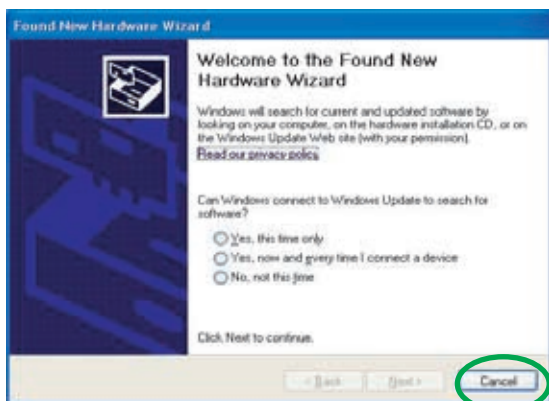 Found New Hardware Wizard
Welcome to the Found New
Hardware Wizard
Windows will search for current and updated software by
looking on your computer, on the hardware installation CD, or on
the Windows Update Web site (with your permission).
Read our privacy policy
Can Windows connect to Windows Update to search for
software?
Yes, this time only
Yes, now and every time I connect a device
No, not this time
Click Next to continue.
< Back Next > Cancel